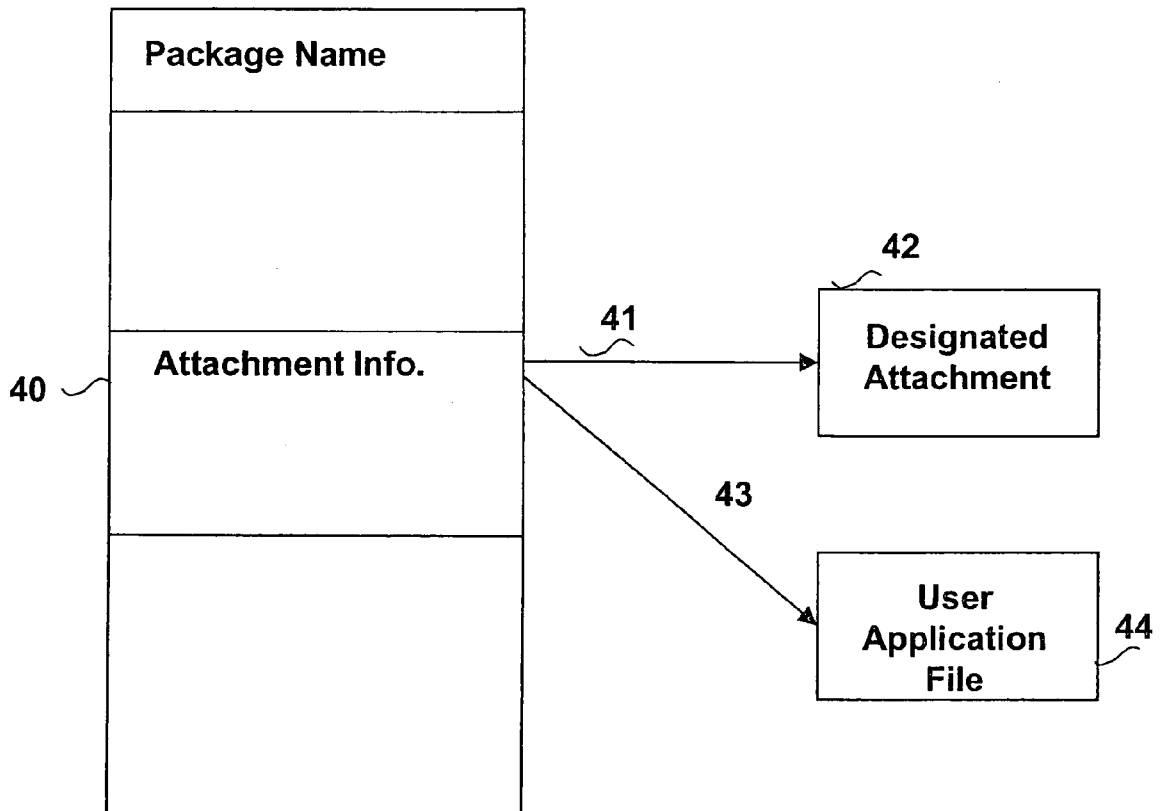 Package Name
42
41
Designated
Attachment
Attachment Info.
40
43
User
Application
File
44